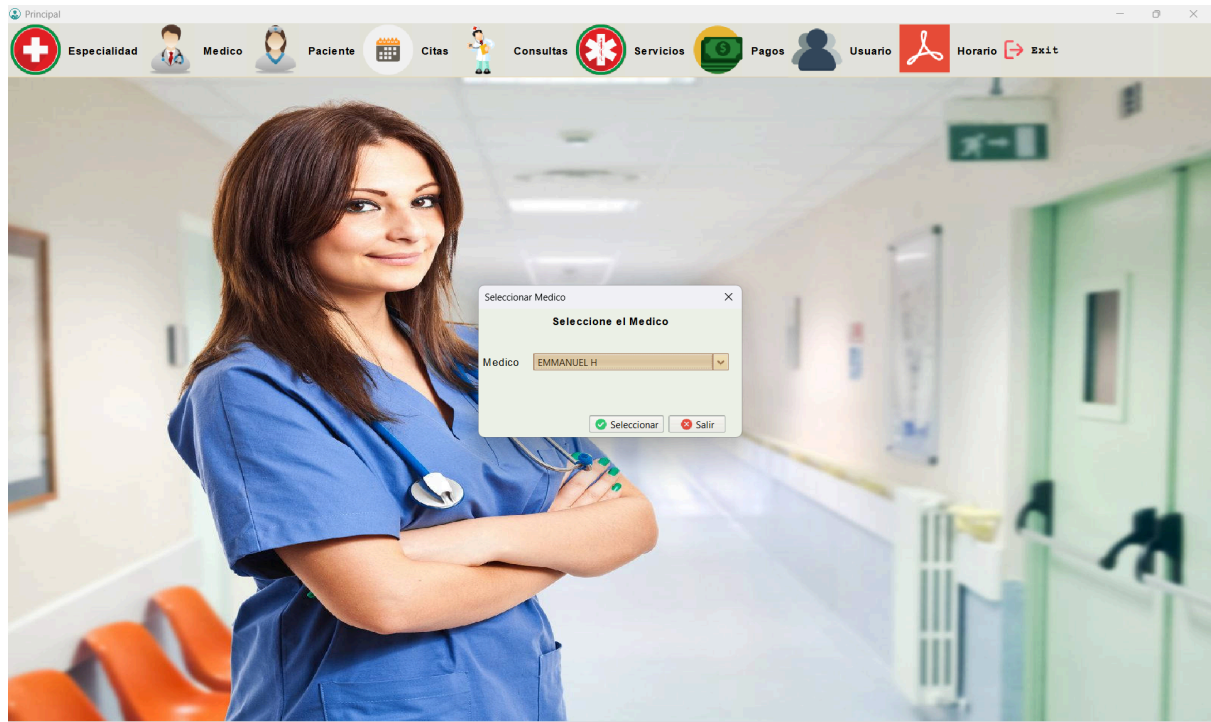 Principal
Especialidad Medico Paciente Citas Consultas Servicios Pagos Usuario Horario Exit
Seleccionar Medico
Seleccione el Medico
Medico EMMANUEL H
Seleccionar Salir